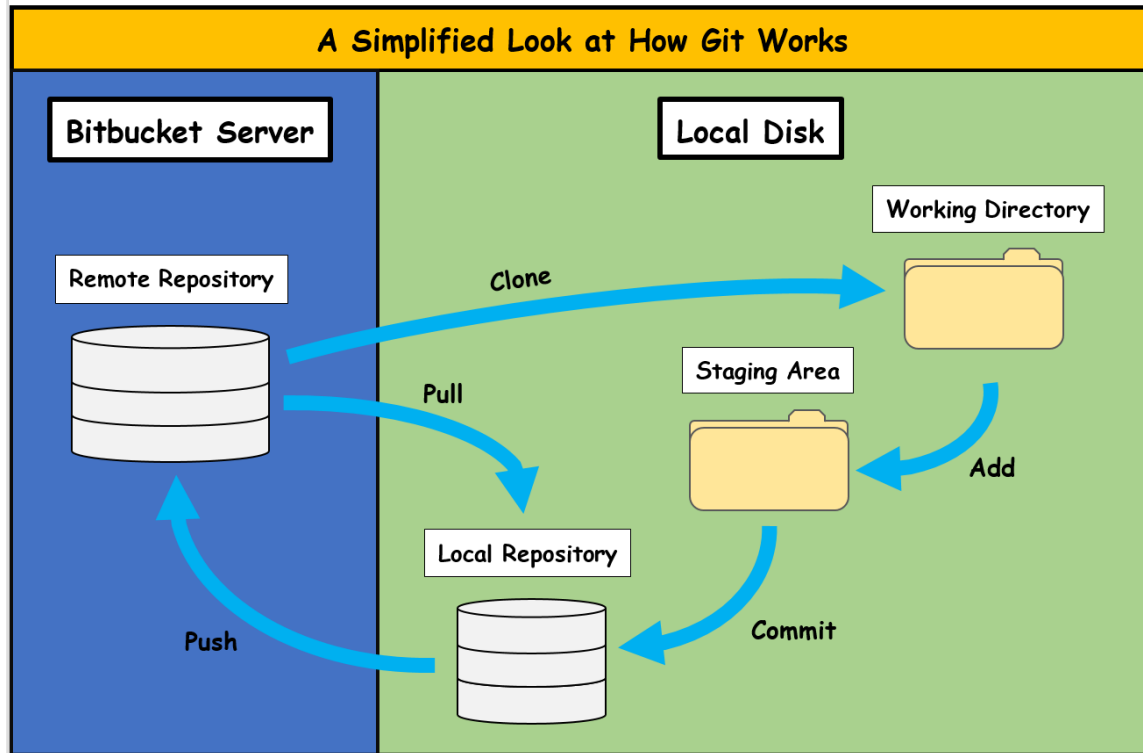 A Simplified Look at How Git Works
Bitbucket Server
Local Disk
Working Directory
Remote Repository
Clone
Staging Area
Pull
Add
Local Repository
Commit
Push